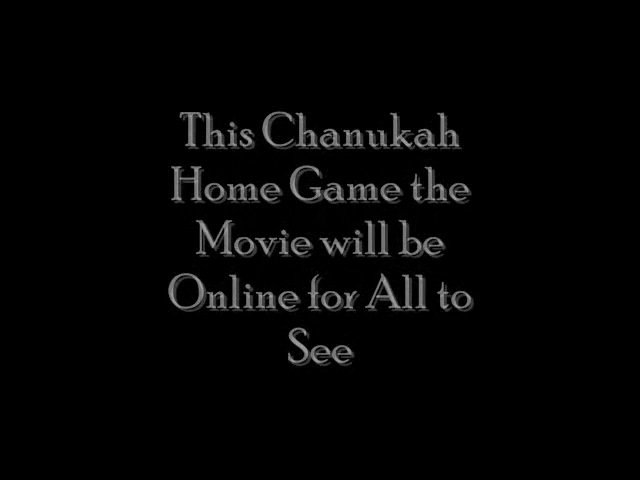 This Chanukah
Home Game the
Movie will be
Online for All to
See